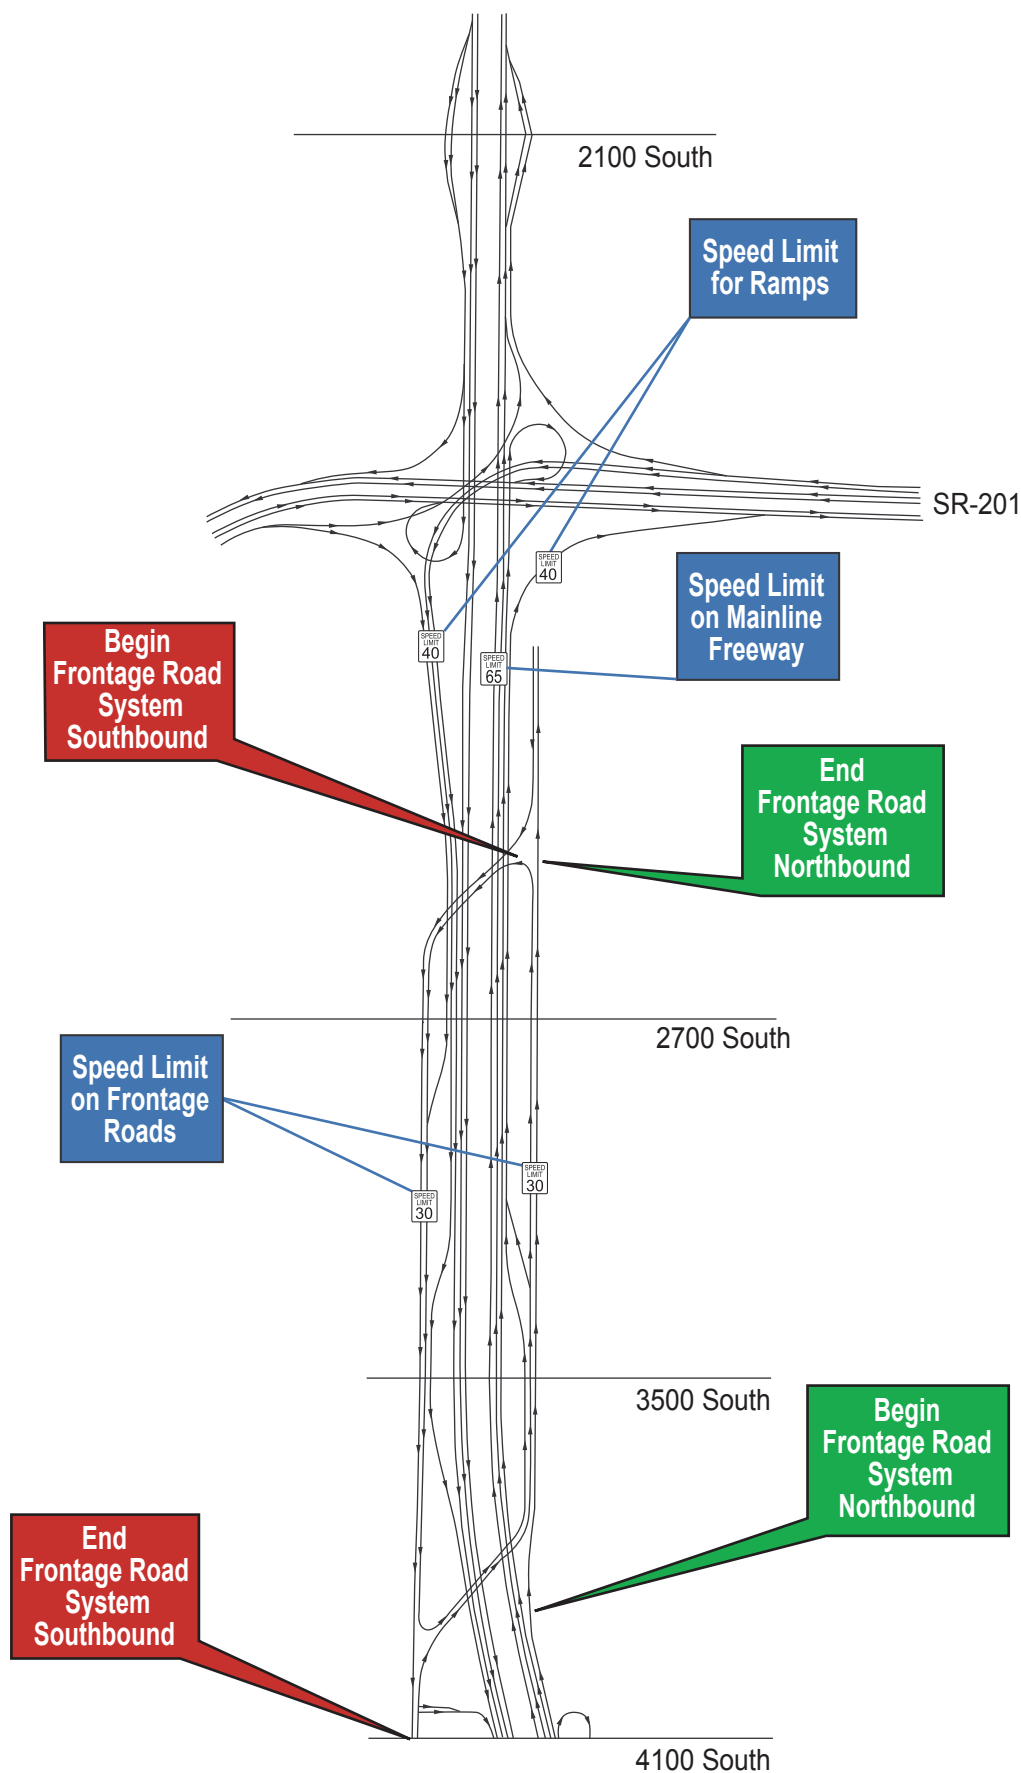 2100 South
Speed Limit
for Ramps
SR-201
SPEED
LIMIT
40
Speed Limit
on Mainline
Freeway
SPEED
LIMIT
40
SPEED
LIMIT
65
Begin
Frontage Road
System
Southbound
End
Frontage Road
System
Northbound
2700 South
Speed Limit
on Frontage
Roads
SPEED
LIMIT
30
SPEED
LIMIT
30
3500 South
Begin
Frontage Road
System
Northbound
End
Frontage Road
System
Southbound
4100 South